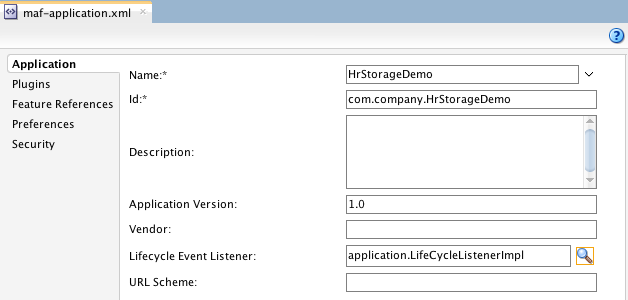 maf-application.xml
Application
Plugins
Feature References
Preferences
Security
Name:* HrStorageDemo
Id:* com.company.HrStorageDemo
Description:
Application Version: 1.0
Vendor:
Lifecycle Event Listener: application.LifeCycleListenerImpl
URL Scheme: